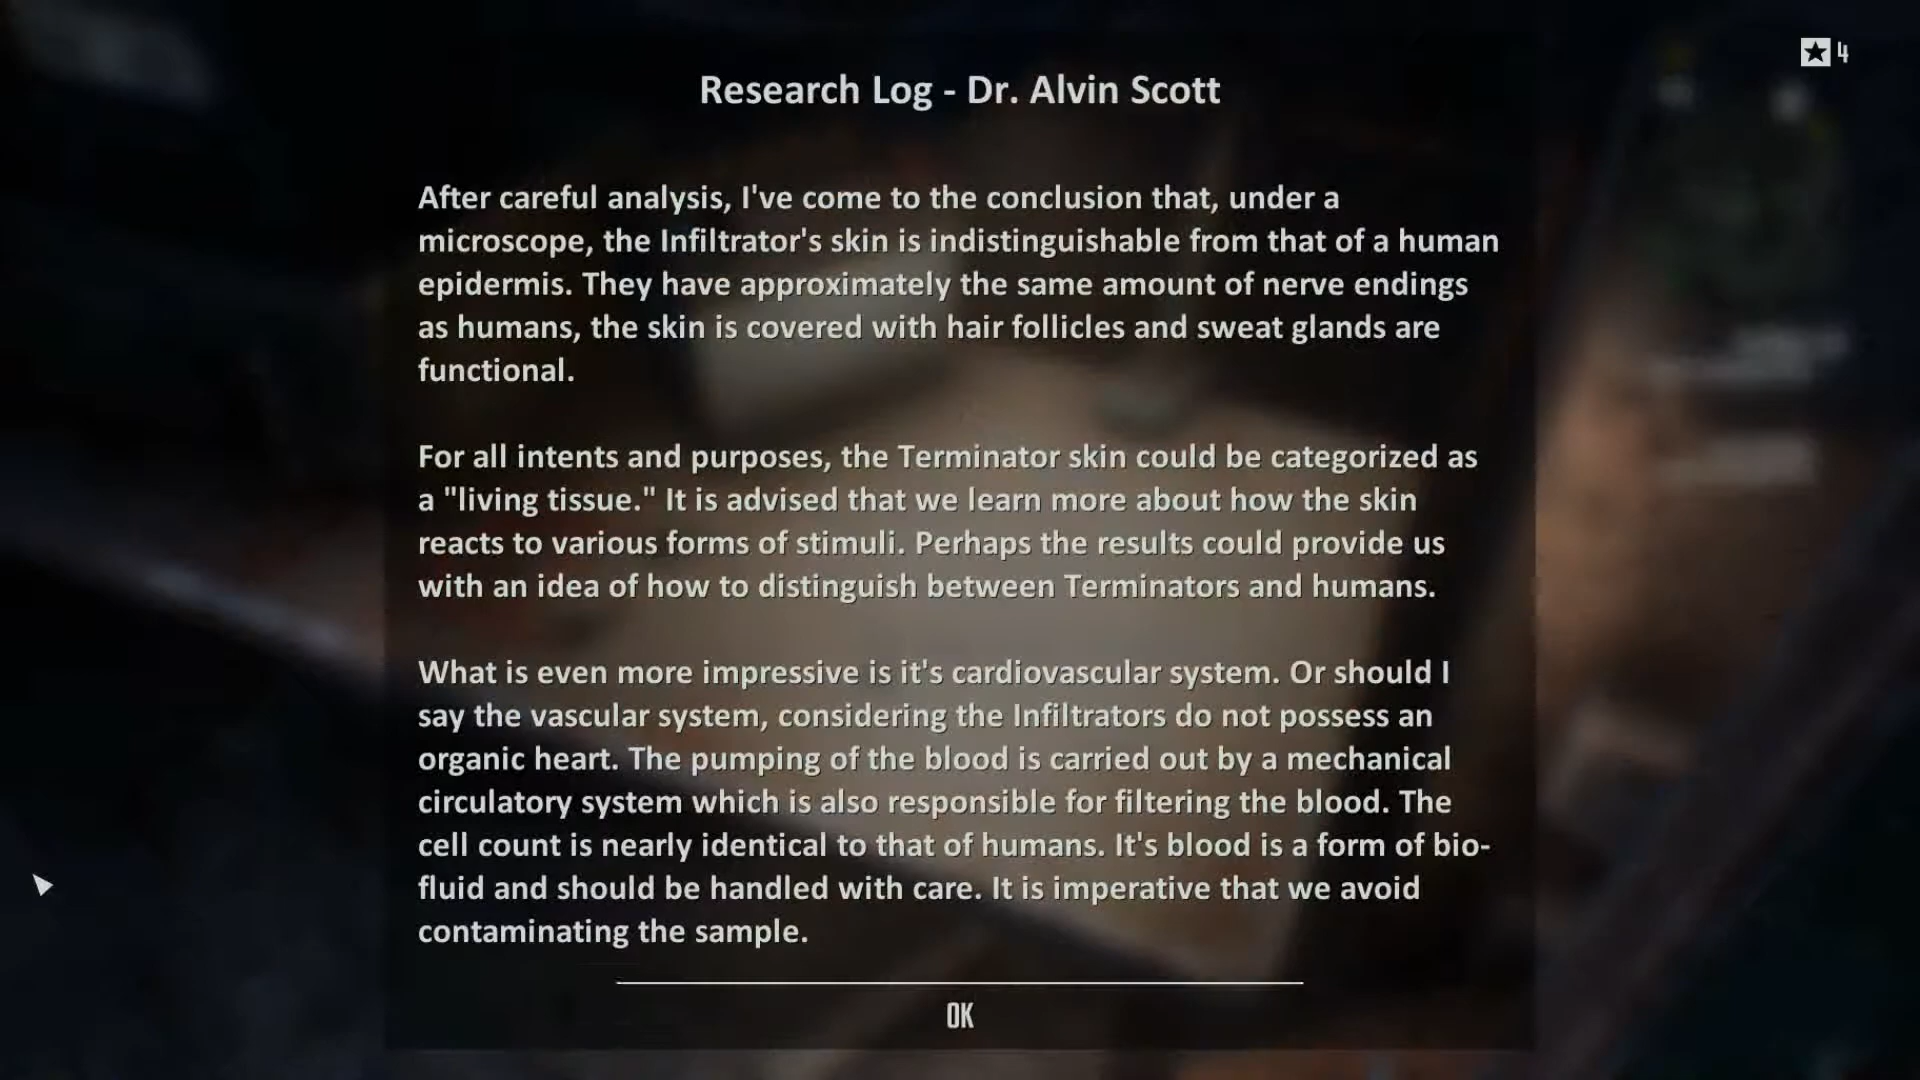 4
Research Log - Dr. Alvin Scott
After careful analysis, I've come to the conclusion that, under a
microscope, the Infiltrator's skin is indistinguishable from that of a human
epidermis. They have approximately the same amount of nerve endings
as humans, the skin is covered with hair follicles and sweat glands are
functional.
For all intents and purposes, the Terminator skin could be categorized as
a "living tissue." It is advised that we learn more about how the skin
reacts to various forms of stimuli. Perhaps the results could provide us
with an idea of how to distinguish between Terminators and humans.
What is even more impressive is it's cardiovascular system. Or should I
say the vascular system, considering the Infiltrators do not possess an
organic heart. The pumping of the blood is carried out by a mechanical
circulatory system which is also responsible for filtering the blood. The
cell count is nearly identical to that of humans. It's blood is a form of bio-
fluid and should be handled with care. It is imperative that we avoid
contaminating the sample.
OK